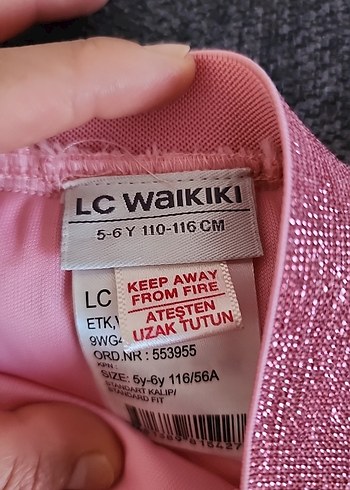 LC WAIKIKI
5-6 Y 110-116 CM
KEEP AWAY
FROM FIRE
ATEŞTEN
UZAK TUTUN
LC
ORD.NR : 553955
SIZE: 5y-6y 116/56A
STANDART KALIP/
STANDARD FIT